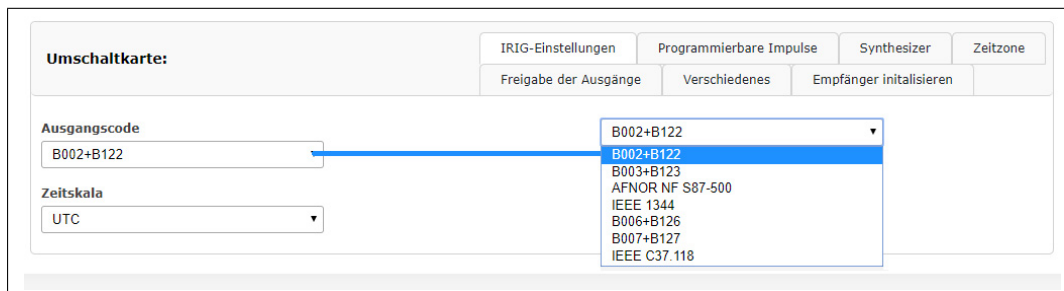 Umschaltkarte:
IRIG-Einstellungen
Programmierbare Impulse
Synthesizer
Zeitzone
Freigabe der Ausgänge
Verschiedenes
Empfänger initalisieren
Ausgangscode
B002+B122
Zeitskala
UTC
B002+B122
B002+B122
B003+B123
AFNOR NF S87-500
IEEE 1344
B006+B126
B007+B127
IEEE C37.118